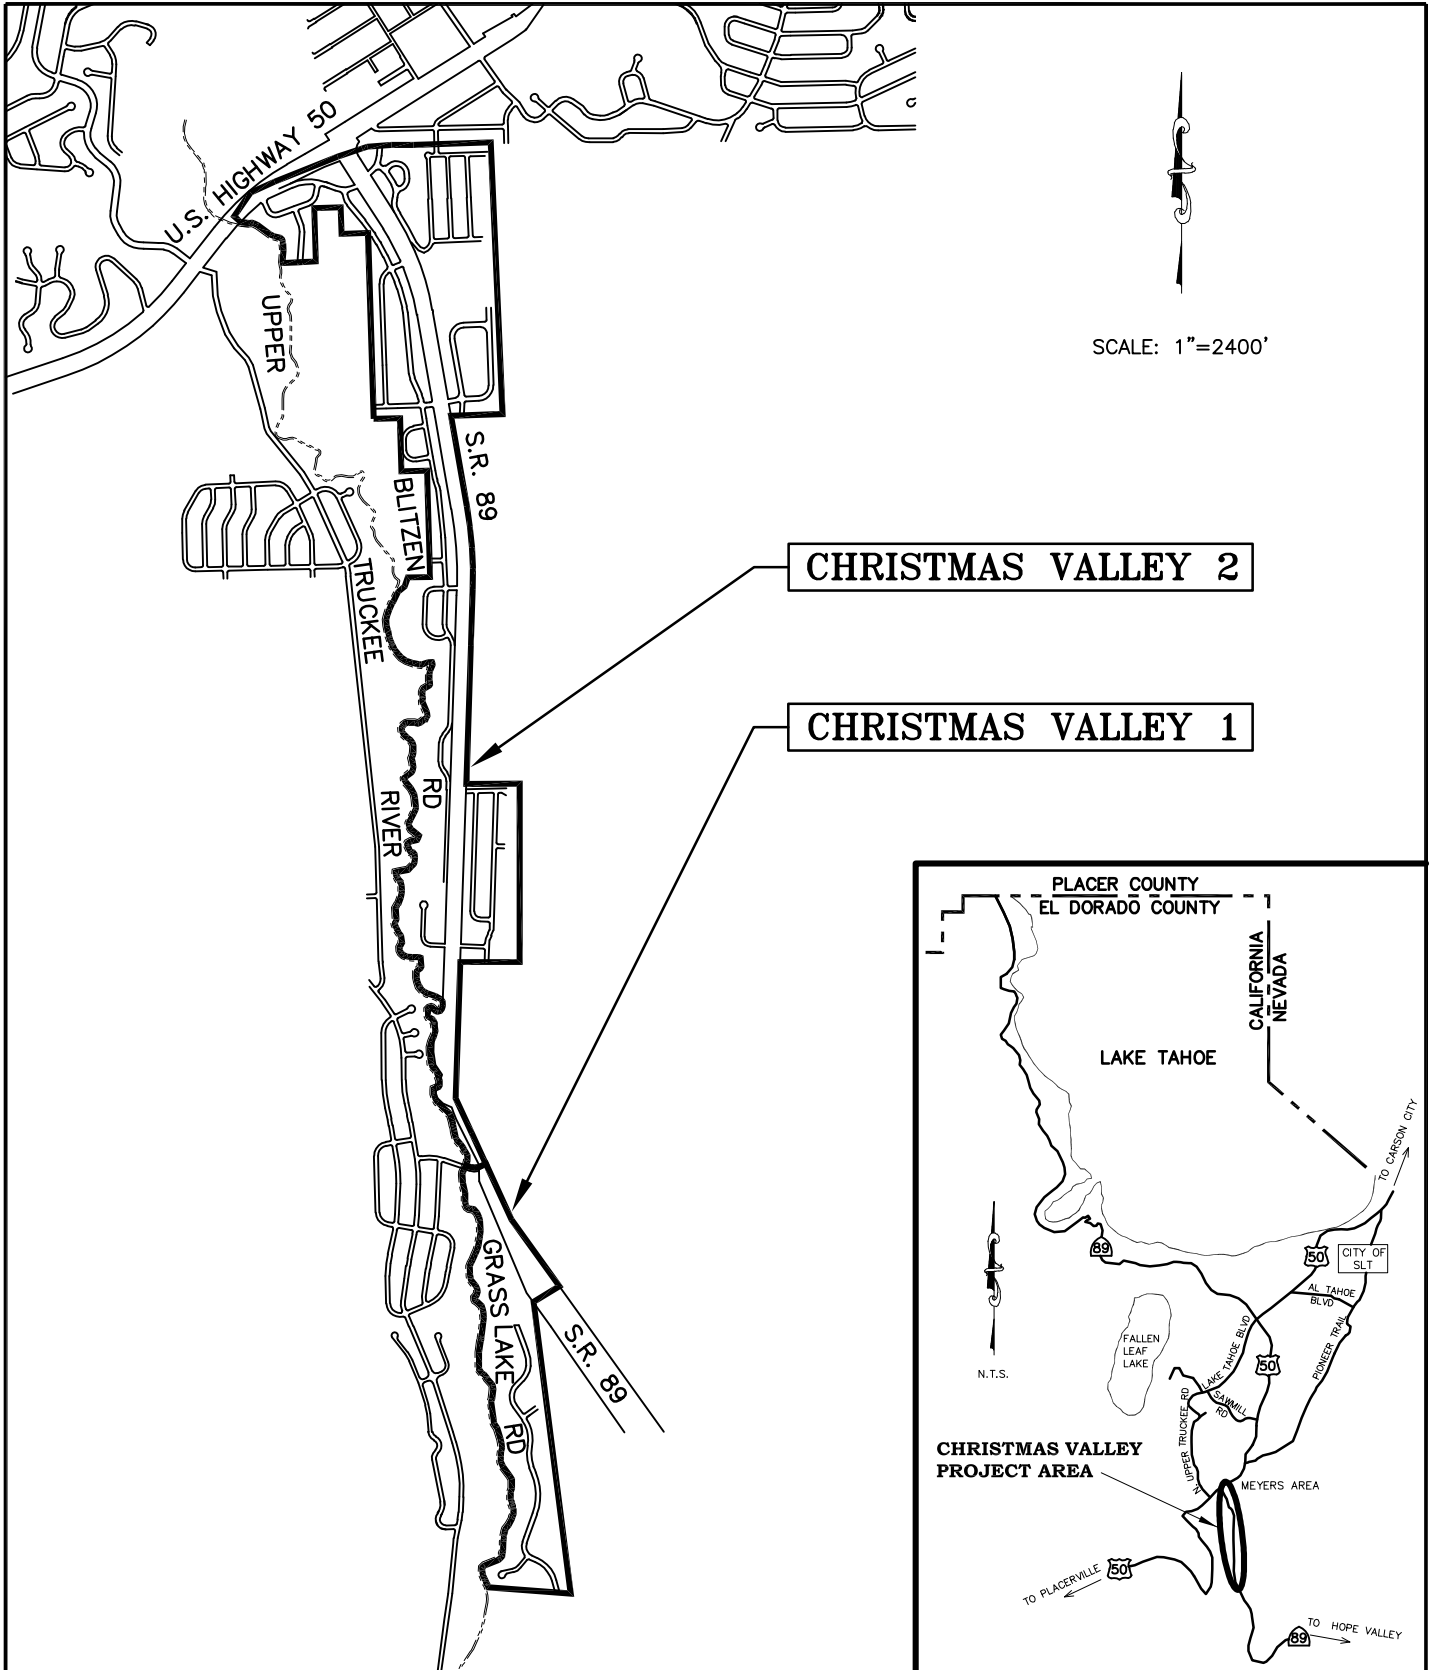 U.S. HIGHWAY 50
UPPER
TRUCKEE
RIVER
S.R. 89
BLITZEN
RD
SCALE: 1"=2400'
CHRISTMAS VALLEY 2
CHRISTMAS VALLEY 1
GRASS LAKE
RD
S.R. 89
PLACER COUNTY
EL DORADO COUNTY
CALIFORNIA
NEVADA
LAKE TAHOE
TO CARSON CITY
89
50
CITY OF
SLT
AL TAHOE
BLVD
FALLEN
LEAF
LAKE
LAKE TAHOE BLVD
50
PIONEER TRAIL
N.T.S.
SAWMILL
RD
N. UPPER TRUCKEE RD
CHRISTMAS VALLEY
PROJECT AREA
MEYERS AREA
TO PLACERVILLE
50
89
TO HOPE VALLEY